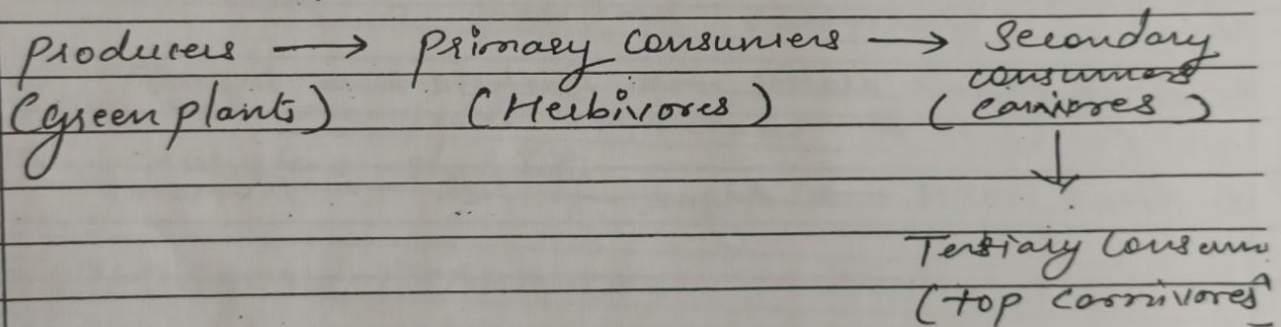 Producers → Primary consumers → Secondary
consumers
(green plants) (Herbivores) (carnivores)
↓
Tertiary Consum
(top carnivores